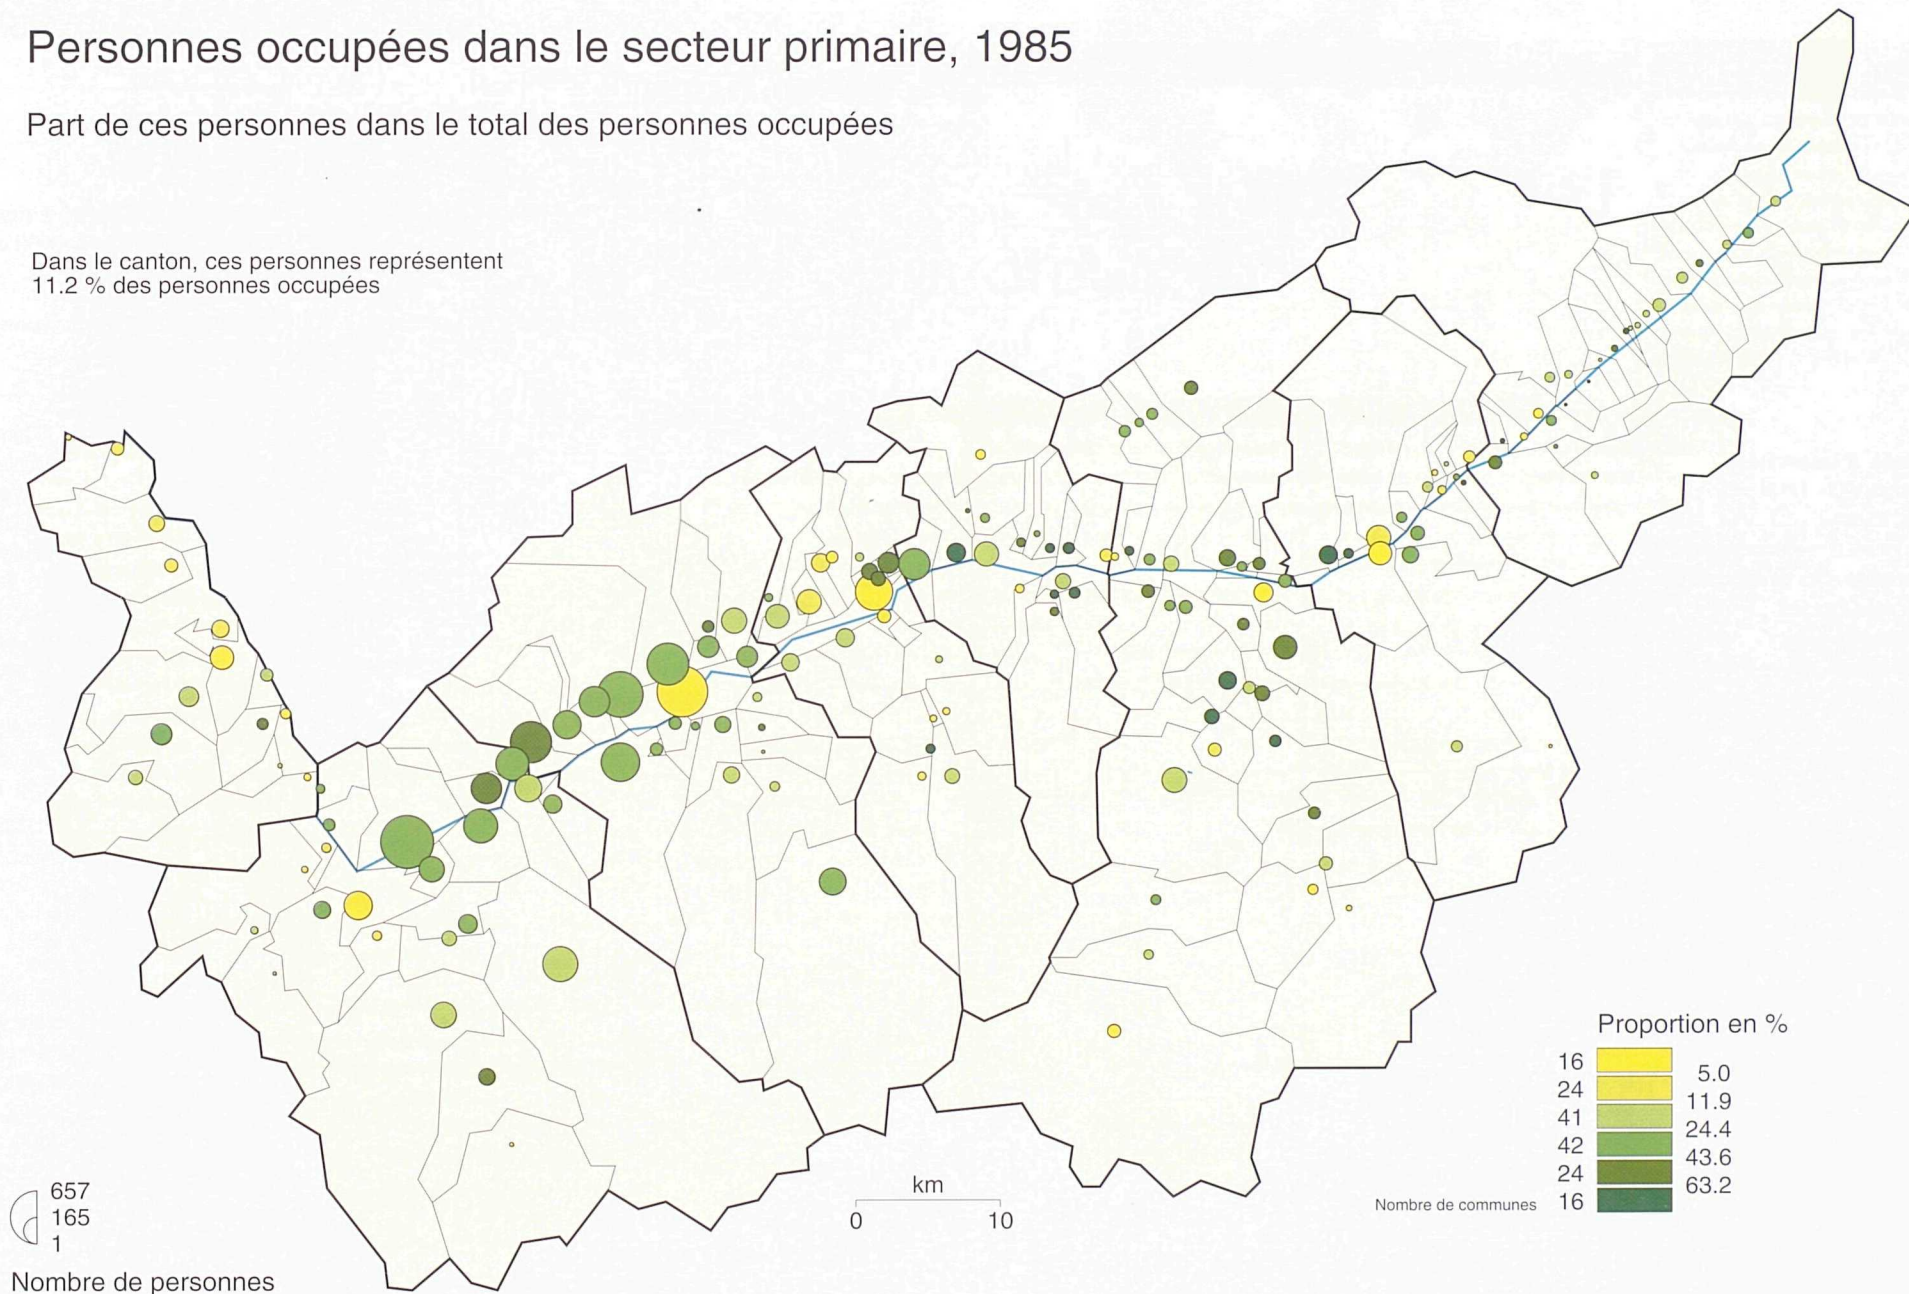 Personnes occupées dans le secteur primaire, 1985
Part de ces personnes dans le total des personnes occupées
Dans le canton, ces personnes représentent
11.2 % des personnes occupées
Proportion en %
16
5.0
24
11.9
41
24.4
42
43.6
24
63.2
16
Nombre de communes
km
0 10
657
165
1
Nombre de personnes